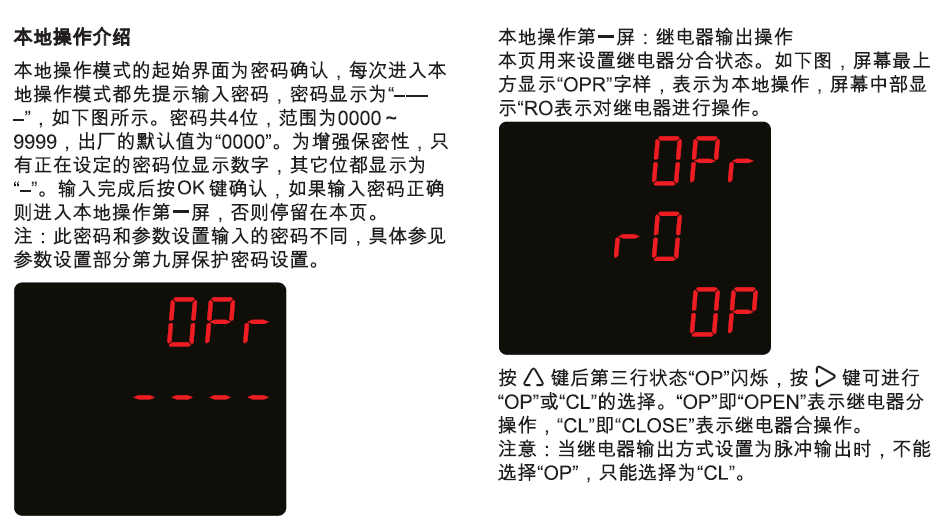 本地操作介绍
本地操作模式的起始界面为密码确认，每次进入本
地操作模式都先提示输入密码，密码显示为“–––
–”，如下图所示。密码共4位，范围为0000～
9999，出厂的默认值为“0000”。为增强保密性，只
有正在设定的密码位显示数字，其它位都显示为
“–”。输入完成后按OK键确认，如果输入密码正确
则进入本地操作第一屏，否则停留在本页。
注：此密码和参数设置输入的密码不同，具体参见
参数设置部分第九屏保护密码设置。
OPr
- - - -
本地操作第一屏：继电器输出操作
本页用来设置继电器分合状态。如下图，屏幕最上
方显示“OPR”字样，表示为本地操作，屏幕中部显
示“RO表示对继电器进行操作。
OPr
rO
OP
按 △ 键后第三行状态“OP”闪烁，按 ▷ 键可进行
“OP”或“CL”的选择。“OP”即“OPEN”表示继电器分
操作，“CL”即“CLOSE”表示继电器合操作。
注意：当继电器输出方式设置为脉冲输出时，不能
选择“OP”，只能选择为“CL”。